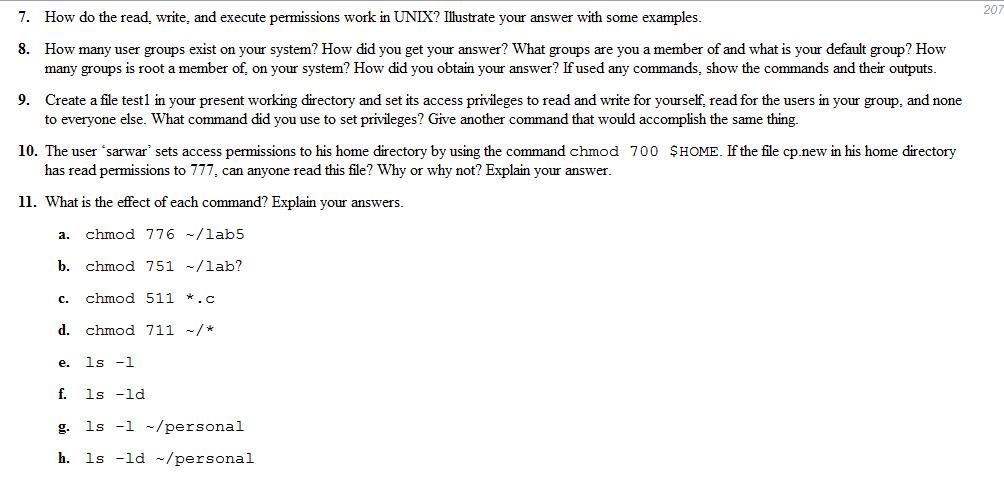 207
7. How do the read, write, and execute permissions work in UNIX? Illustrate your answer with some examples.
8. How many user groups exist on your system? How did you get your answer? What groups are you a member of and what is your default group? How
many groups is root a member of, on your system? How did you obtain your answer? If used any commands, show the commands and their outputs.
9. Create a file test1 in your present working directory and set its access privileges to read and write for yourself, read for the users in your group, and none
to everyone else. What command did you use to set privileges? Give another command that would accomplish the same thing.
10. The user ‘sarwar’ sets access permissions to his home directory by using the command chmod 700 $HOME. If the file cp.new in his home directory
has read permissions to 777, can anyone read this file? Why or why not? Explain your answer.
11. What is the effect of each command? Explain your answers.
a. chmod 776 ~/lab5
b. chmod 751 ~/lab?
c. chmod 511 *.c
d. chmod 711 ~/*
e. ls -l
f. ls -ld
g. ls -l ~/personal
h. ls -ld ~/personal